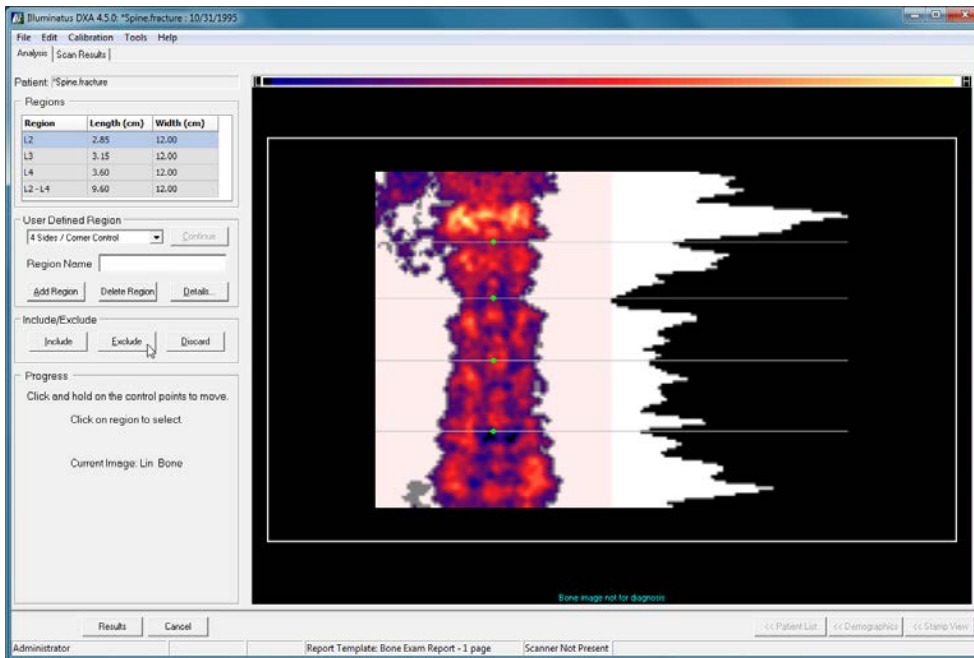 Illuminatus DXA 4.5.0: *Spine.fracture : 10/31/1995
File Edit Calibration Tools Help
Analysis Scan Results
Patient: *Spine.fracture
Regions
Region Length (cm) Width (cm)
L2 2.85 12.00
L3 3.15 12.00
L4 3.60 12.00
L2 - L4 9.60 12.00
User Defined Region
4 Sides / Corner Control Continue
Region Name
Add Region Delete Region Details...
Include/Exclude
Include Exclude Discard
Progress
Click and hold on the control points to move.
Click on region to select.
Current Image: Lin Bone
L H
Bone image not for diagnosis
Results Cancel << Patient List << Demographics << Stamp View
Administrator Report Template: Bone Exam Report - 1 page Scanner Not Present